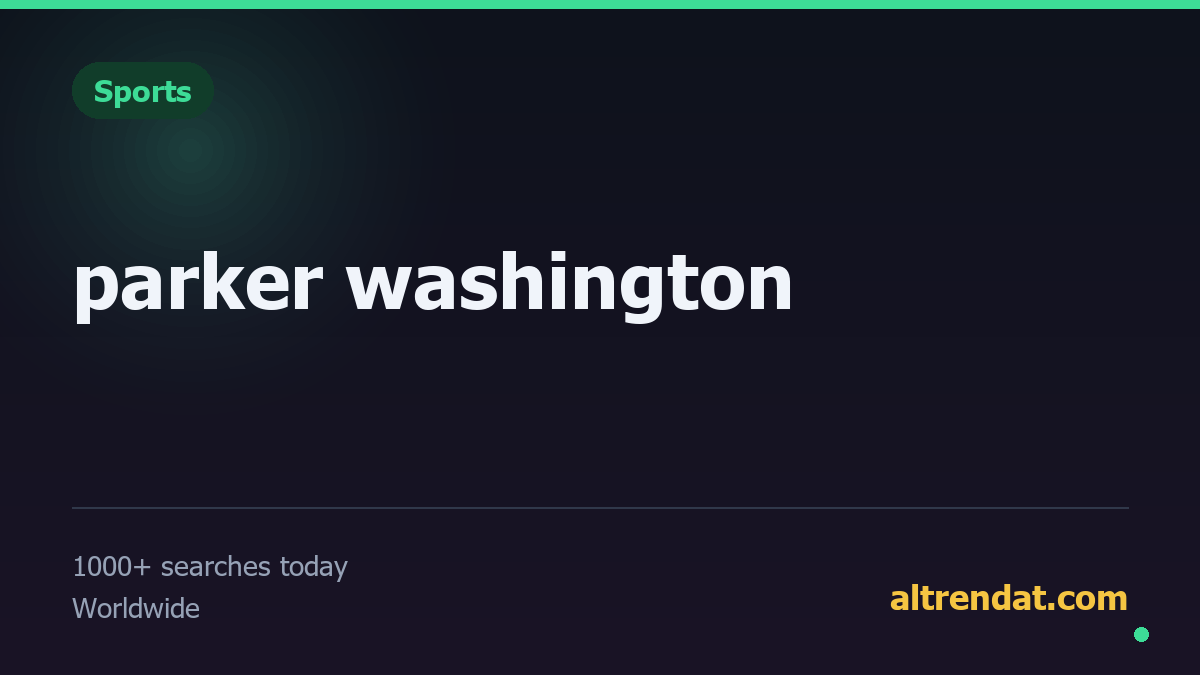 Sports
parker washington
1000+ searches today
Worldwide
altrendat.com